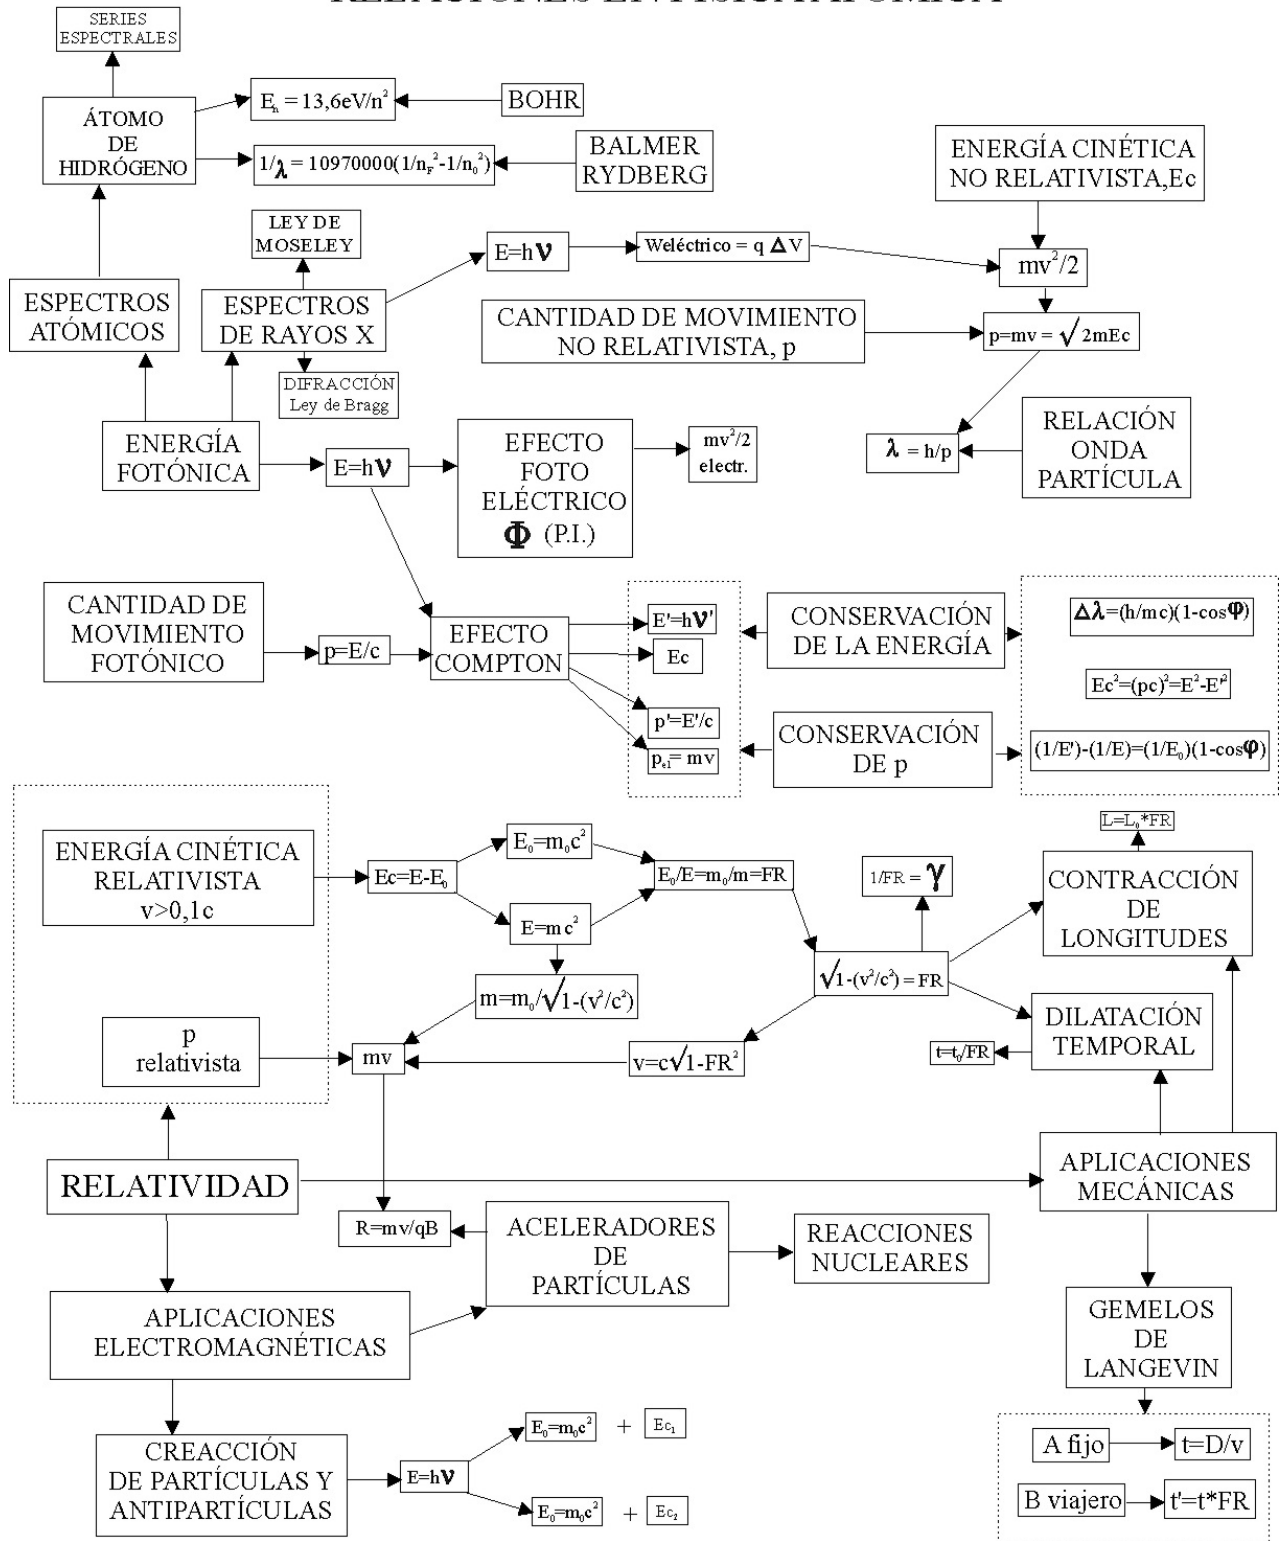 RELACIONES EN FÍSICA ATÓMICA
SERIES
ESPECTRALES
ÁTOMO
DE
HIDRÓGENO
Eₙ = 13,6eV/n²
BOHR
1/λ = 10970000(1/n_F²-1/n₀²)
BALMER
RYDBERG
ENERGÍA CINÉTICA
NO RELATIVISTA,Ec
LEY DE
MOSELEY
E=hν
Weléctrico = q ΔV
mv²/2
ESPECTROS
ATÓMICOS
ESPECTROS
DE RAYOS X
CANTIDAD DE MOVIMIENTO
NO RELATIVISTA, p
p=mv = √ 2mEc
DIFRACCIÓN
Ley de Bragg
ENERGÍA
FOTÓNICA
E=hν
EFECTO
FOTO
ELÉCTRICO
Φ (P.I.)
mv²/2
electr.
λ = h/p
RELACIÓN
ONDA
PARTÍCULA
CANTIDAD DE
MOVIMIENTO
FOTÓNICO
p=E/c
EFECTO
COMPTON
E'=hν'
Ec
p'=E'/c
pₑₗ= mv
CONSERVACIÓN
DE LA ENERGÍA
CONSERVACIÓN
DE p
Δλ=(h/mc)(1-cosφ)
Ec²=(pc)²=E²-E'²
(1/E')-(1/E)=(1/E₀)(1-cosφ)
ENERGÍA CINÉTICA
RELATIVISTA
v>0,1c
Ec=E-E₀
E₀=m₀c²
E=mc²
E₀/E=m₀/m=FR
1/FR = γ
L=L₀*FR
CONTRACCIÓN
DE
LONGITUDES
m=m₀/√1-(v²/c²)
√1-(v²/c²) = FR
p
relativista
mv
v=c√1-FR²
t=t₀/FR
DILATACIÓN
TEMPORAL
RELATIVIDAD
APLICACIONES
MECÁNICAS
R=mv/qB
ACELERADORES
DE
PARTÍCULAS
REACCIONES
NUCLEARES
APLICACIONES
ELECTROMAGNÉTICAS
GEMELOS
DE
LANGEVIN
CREACCIÓN
DE PARTÍCULAS Y
ANTIPARTÍCULAS
E=hν
E₀=m₀c² + Ec₁
E₀=m₀c² + Ec₂
A fijo
t=D/v
B viajero
t'=t*FR